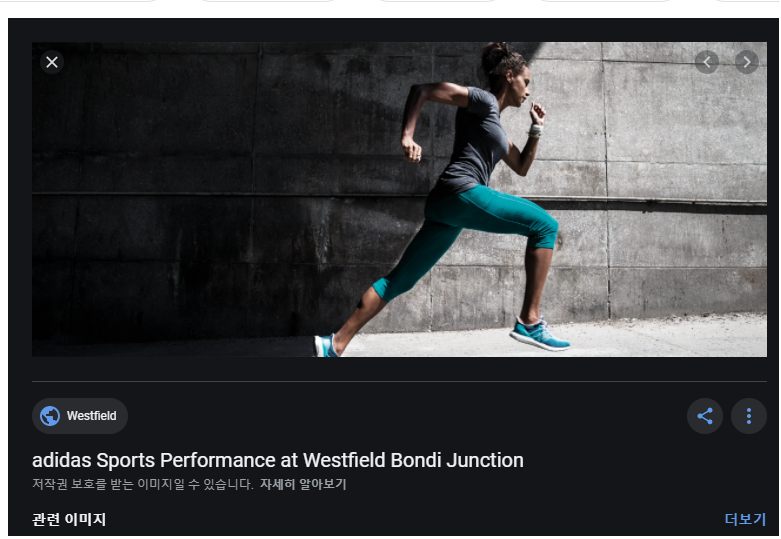 Westfield
adidas Sports Performance at Westfield Bondi Junction
저작권 보호를 받는 이미지일 수 있습니다. 자세히 알아보기
관련 이미지 더보기